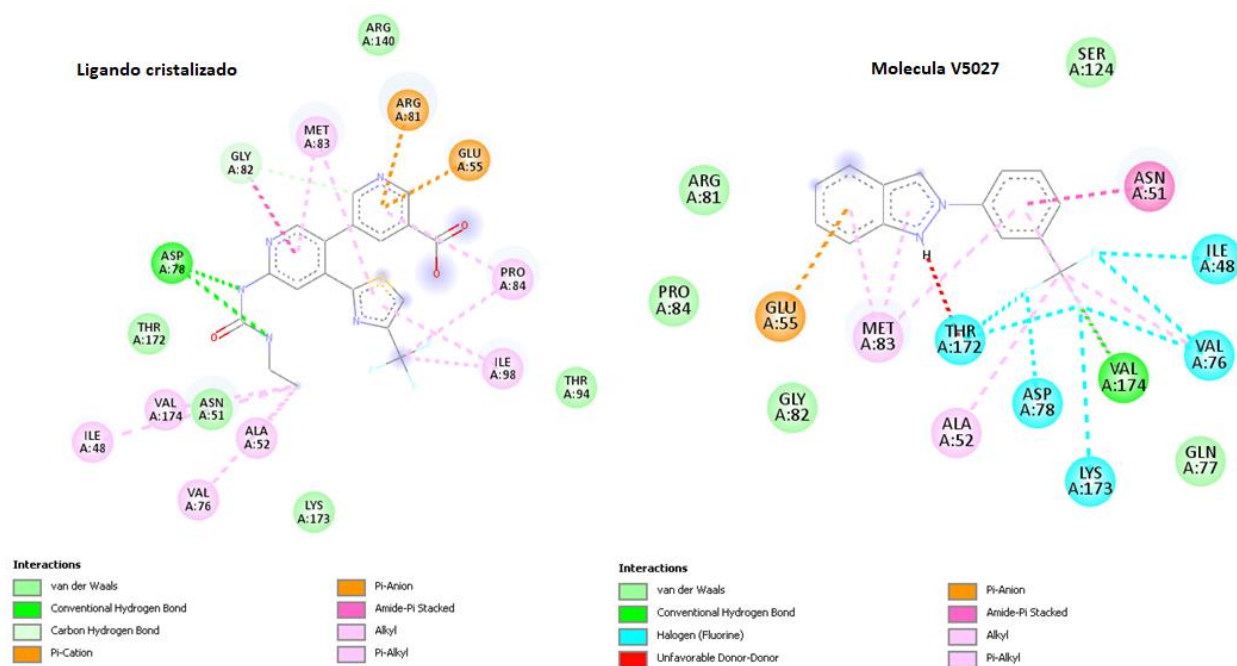 Ligando cristalizado
ARG
A:140
ARG
A:81
MET
A:83
GLU
A:55
GLY
A:82
N
O
O
N
ASP
A:78
PRO
A:84
N
S
THR
A:172
N
O
N
ILE
A:98
THR
A:94
VAL
A:174
ASN
A:51
ALA
A:52
ILE
A:48
VAL
A:76
LYS
A:173
Interactions
van der Waals
Conventional Hydrogen Bond
Carbon Hydrogen Bond
Pi-Cation
Pi-Anion
Amide-Pi Stacked
Alkyl
Pi-Alkyl
Molecula V5027
SER
A:124
ARG
A:81
ASN
A:51
N
N
H
ILE
A:48
PRO
A:84
GLU
A:55
MET
A:83
THR
A:172
VAL
A:76
VAL
A:174
ASP
A:78
GLY
A:82
ALA
A:52
GLN
A:77
LYS
A:173
Interactions
van der Waals
Conventional Hydrogen Bond
Halogen (Fluorine)
Unfavorable Donor-Donor
Pi-Anion
Amide-Pi Stacked
Alkyl
Pi-Alkyl